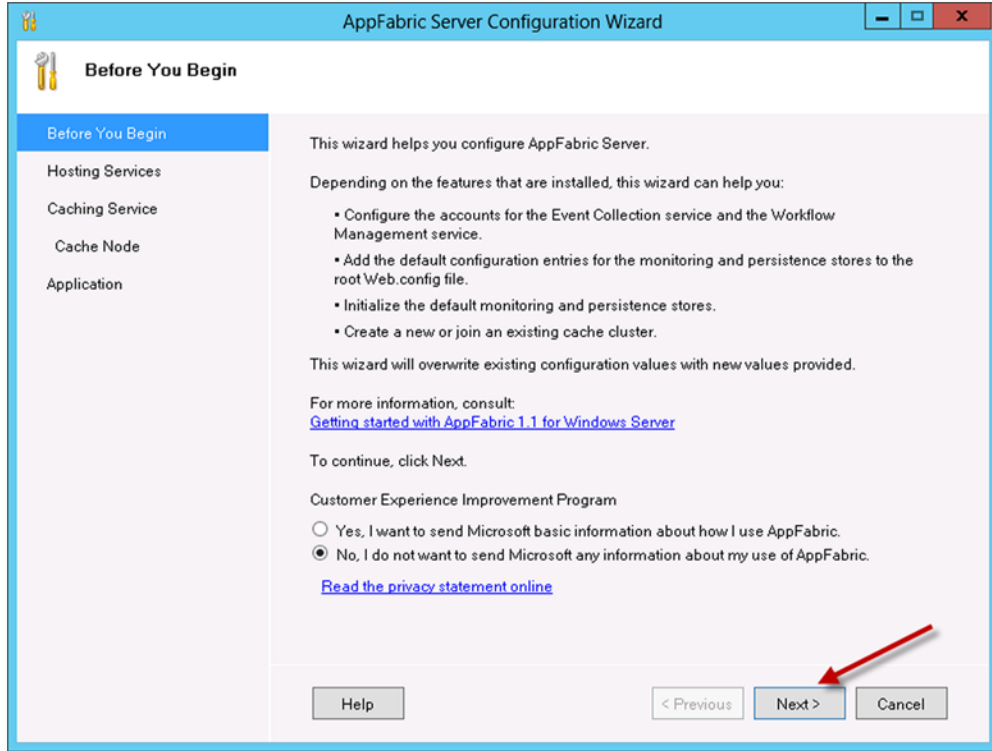 AppFabric Server Configuration Wizard
Before You Begin
Before You Begin
Hosting Services
Caching Service
Cache Node
Application
This wizard helps you configure AppFabric Server.
Depending on the features that are installed, this wizard can help you:
▪ Configure the accounts for the Event Collection service and the Workflow
Management service.
▪ Add the default configuration entries for the monitoring and persistence stores to the
root Web.config file.
▪ Initialize the default monitoring and persistence stores.
▪ Create a new or join an existing cache cluster.
This wizard will overwrite existing configuration values with new values provided.
For more information, consult:
Getting started with AppFabric 1.1 for Windows Server
To continue, click Next.
Customer Experience Improvement Program
Yes, I want to send Microsoft basic information about how I use AppFabric.
No, I do not want to send Microsoft any information about my use of AppFabric.
Read the privacy statement online
Help
< Previous
Next >
Cancel